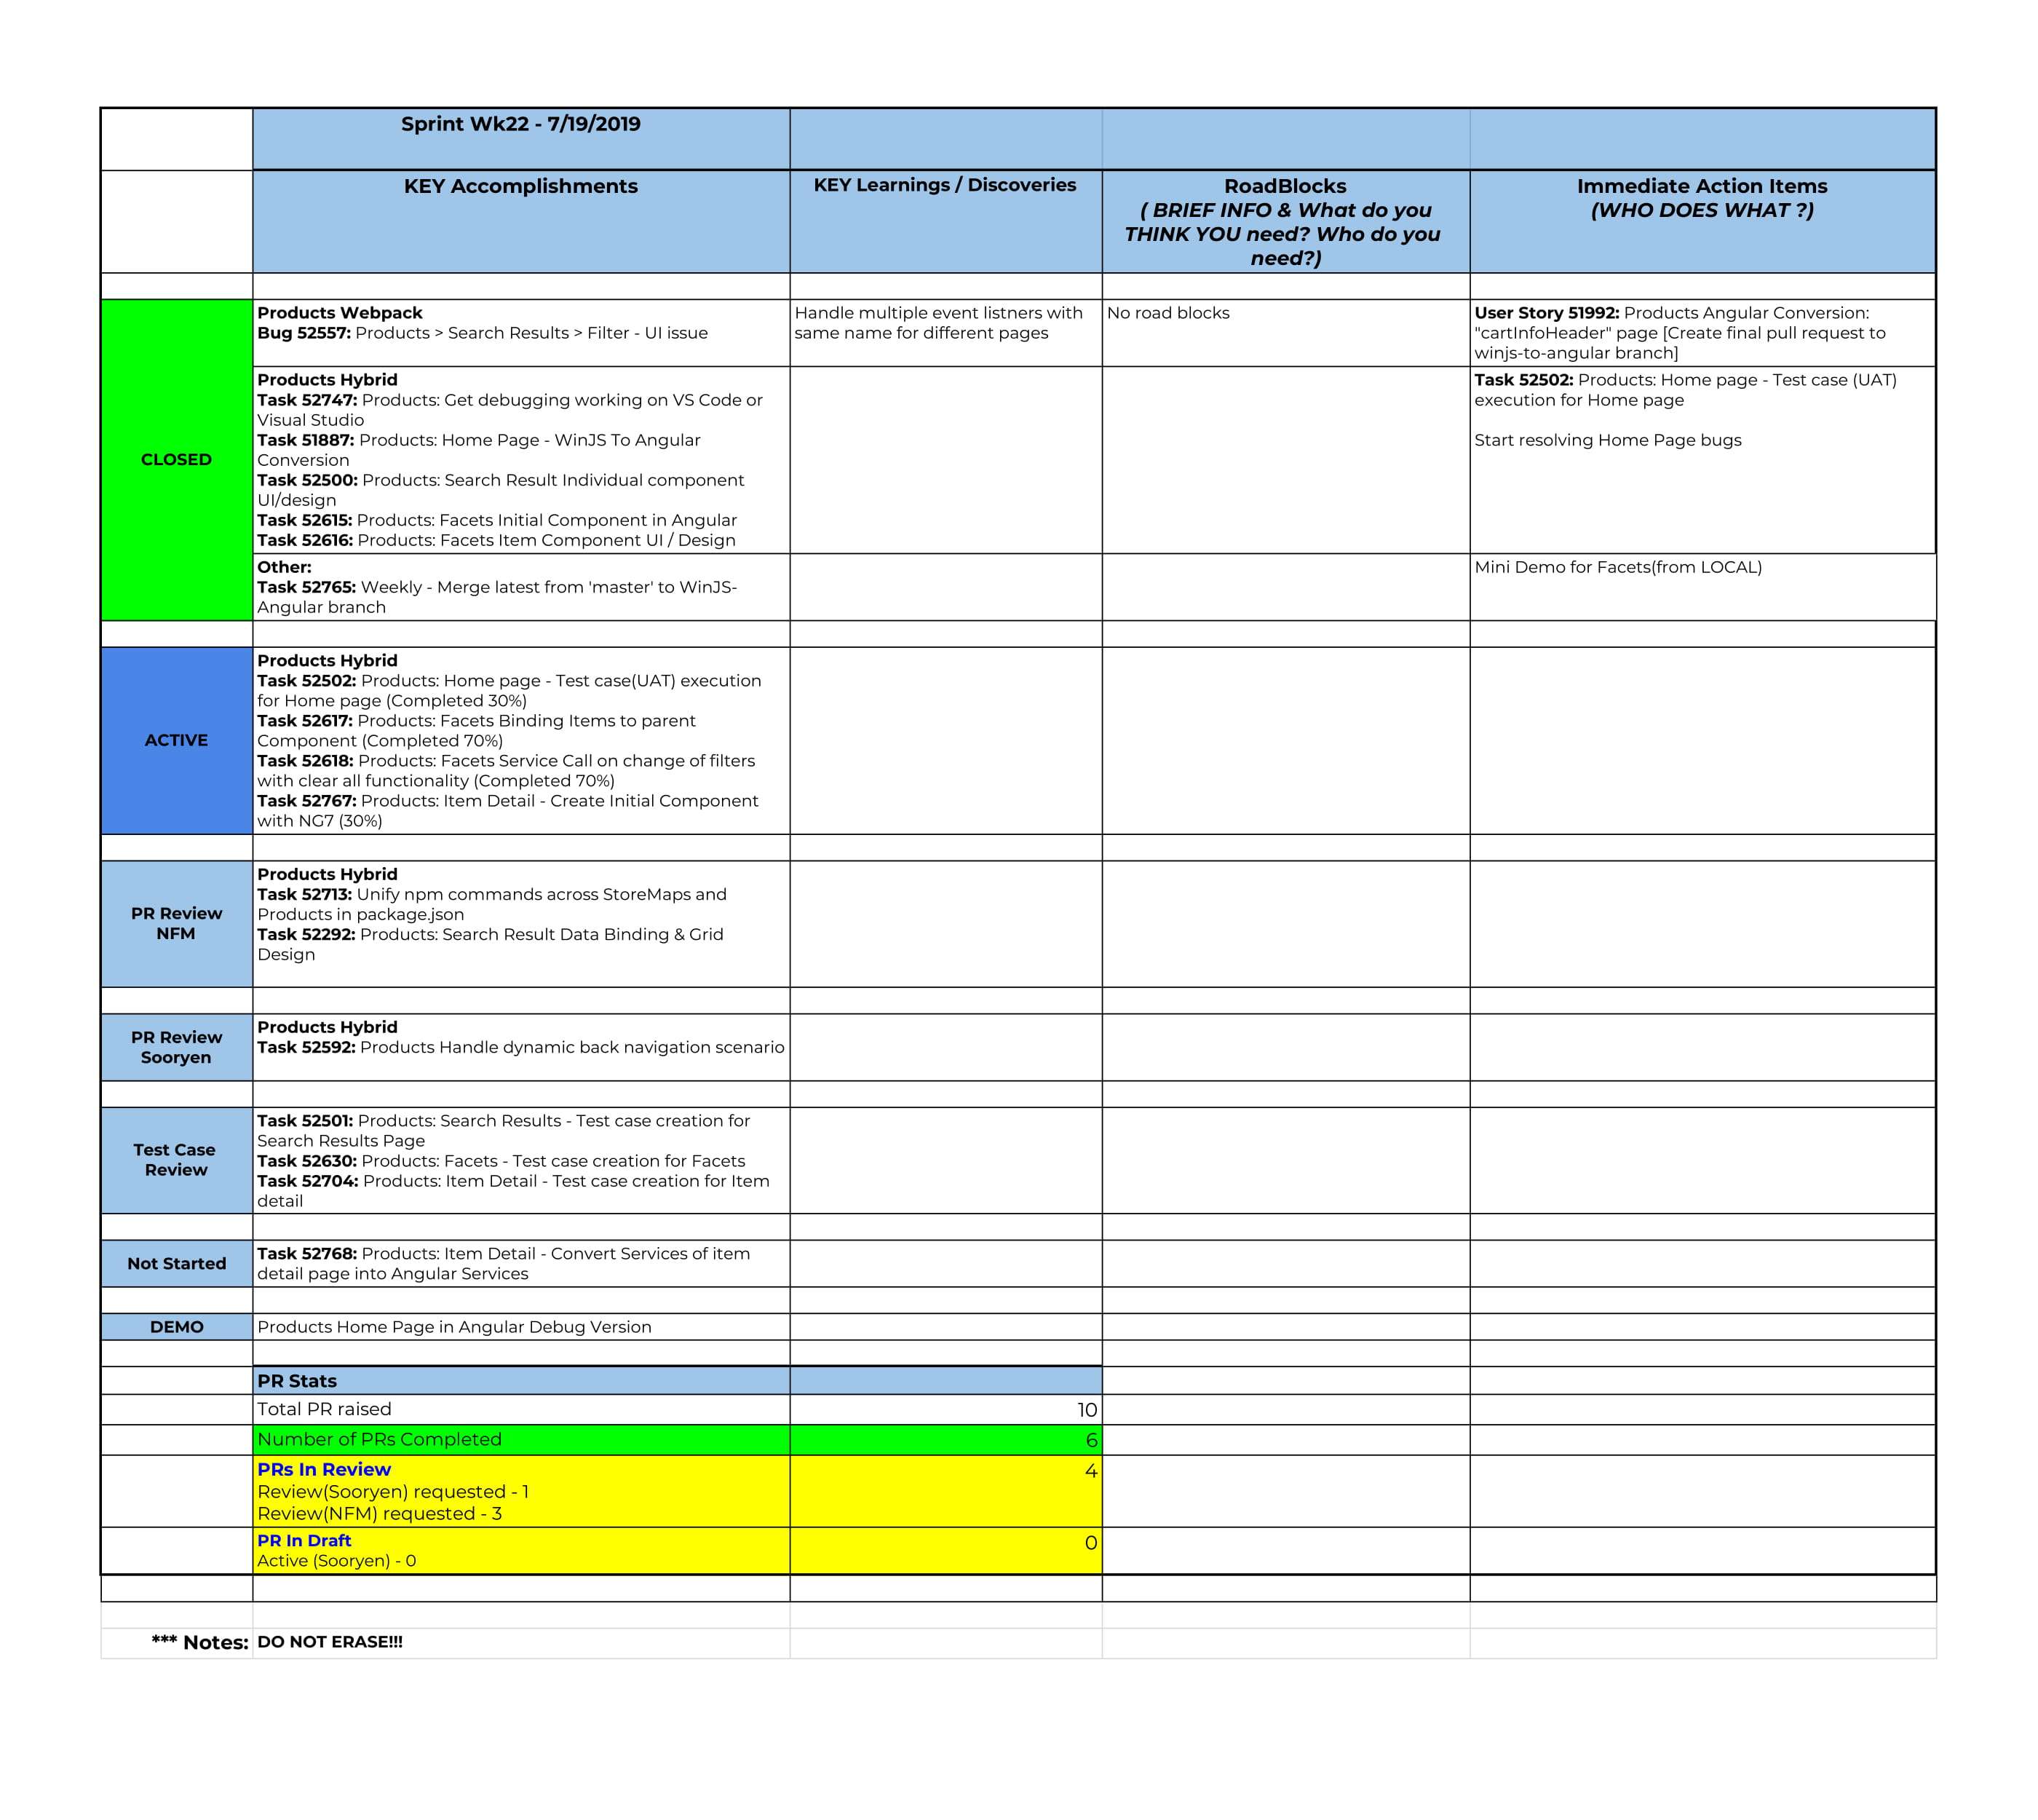 Sprint Wk22 - 7/19/2019
KEY Accomplishments
KEY Learnings / Discoveries
RoadBlocks
( BRIEF INFO & What do you
THINK YOU need? Who do you
need?)
Immediate Action Items
(WHO DOES WHAT ?)
CLOSED
Products Webpack
Bug 52557: Products > Search Results > Filter - UI issue
Handle multiple event listners with
same name for different pages
No road blocks
User Story 51992: Products Angular Conversion:
"cartInfoHeader" page [Create final pull request to
winjs-to-angular branch]
Products Hybrid
Task 52747: Products: Get debugging working on VS Code or
Visual Studio
Task 51887: Products: Home Page - WinJS To Angular
Conversion
Task 52500: Products: Search Result Individual component
UI/design
Task 52615: Products: Facets Initial Component in Angular
Task 52616: Products: Facets Item Component UI / Design
Task 52502: Products: Home page - Test case (UAT)
execution for Home page
Start resolving Home Page bugs
Other:
Task 52765: Weekly - Merge latest from 'master' to WinJS-
Angular branch
Mini Demo for Facets(from LOCAL)
ACTIVE
Products Hybrid
Task 52502: Products: Home page - Test case(UAT) execution
for Home page (Completed 30%)
Task 52617: Products: Facets Binding Items to parent
Component (Completed 70%)
Task 52618: Products: Facets Service Call on change of filters
with clear all functionality (Completed 70%)
Task 52767: Products: Item Detail - Create Initial Component
with NG7 (30%)
PR Review
NFM
Products Hybrid
Task 52713: Unify npm commands across StoreMaps and
Products in package.json
Task 52292: Products: Search Result Data Binding & Grid
Design
PR Review
Sooryen
Products Hybrid
Task 52592: Products Handle dynamic back navigation scenario
Test Case
Review
Task 52501: Products: Search Results - Test case creation for
Search Results Page
Task 52630: Products: Facets - Test case creation for Facets
Task 52704: Products: Item Detail - Test case creation for Item
detail
Not Started
Task 52768: Products: Item Detail - Convert Services of item
detail page into Angular Services
DEMO
Products Home Page in Angular Debug Version
PR Stats
Total PR raised
10
Number of PRs Completed
6
PRs In Review
4
Review(Sooryen) requested - 1
Review(NFM) requested - 3
PR In Draft
0
Active (Sooryen) - 0
*** Notes:
DO NOT ERASE!!!